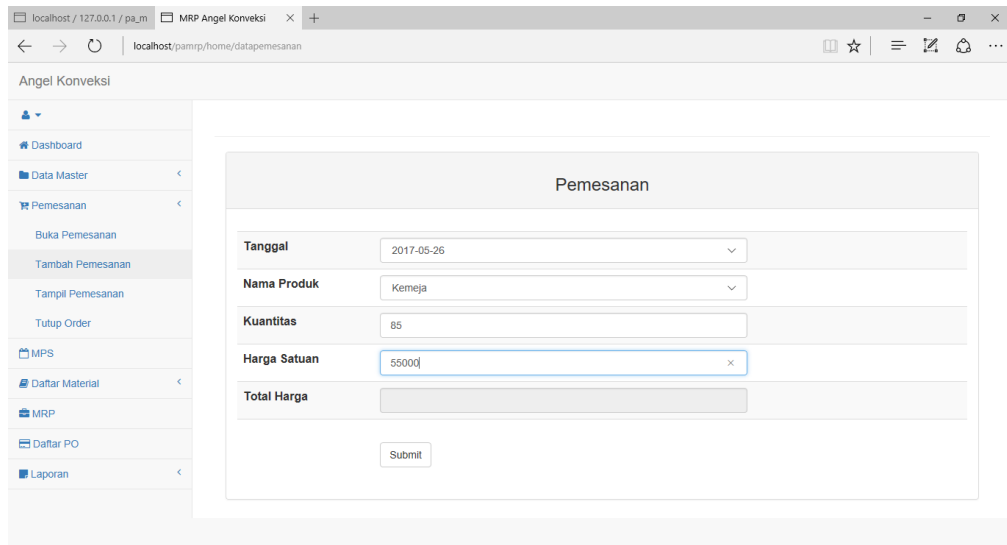 localhost / 127.0.0.1 / pa_m
MRP Angel Konveksi
localhost/pamrp/home/datapemesanan
Angel Konveksi
Dashboard
Data Master
Pemesanan
Buka Pemesanan
Tambah Pemesanan
Tampil Pemesanan
Tutup Order
MPS
Daftar Material
MRP
Daftar PO
Laporan
Pemesanan
Tanggal 2017-05-26
Nama Produk Kemeja
Kuantitas 85
Harga Satuan 55000
Total Harga
Submit